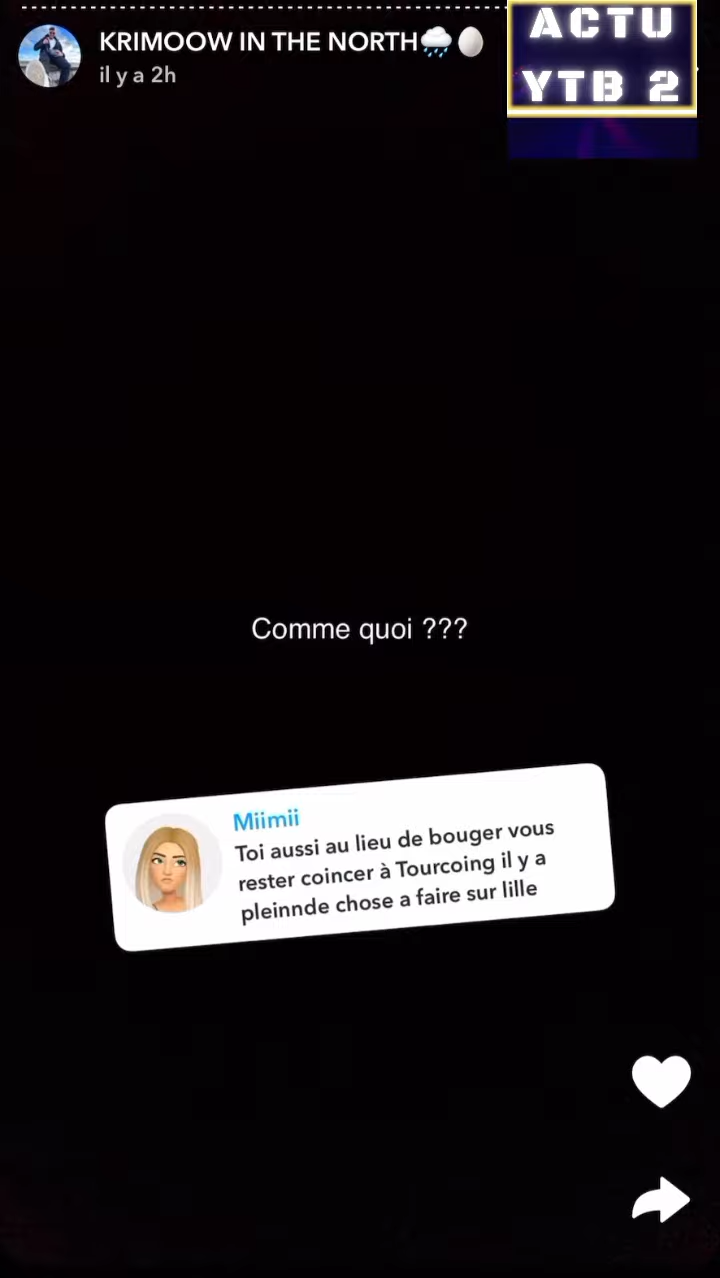 KRIMOOW IN THE NORTH🌧️🥚
il y a 2h
ACTU
YTB 2
Comme quoi ???
Miimii
Toi aussi au lieu de bouger vous
rester coincer à Tourcoing il y a
pleinnde chose a faire sur lille